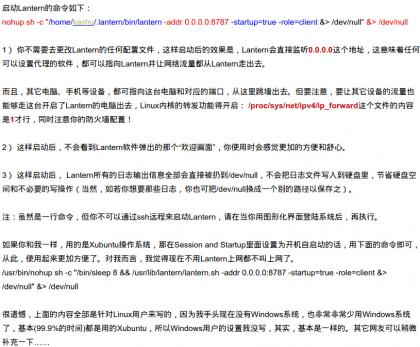 启动Lantern的命令如下：
nohup sh -c "/home/kashu/.lantern/bin/lantern -addr 0.0.0.0:8787 -startup=true -role=client &> /dev/null" &> /dev/null
1 ）你不需要去更改Lantern的任何配置文件，这样启动后的效果是，Lantern会直接监听0.0.0.0这个地址，这意味着任何
可以设置代理的软件，都可以指向Lantern并让网络流量都从Lantern走出去。
而且，其它电脑、手机等设备，都可以指向这台电脑和对应的端口，从这里跳墙出去。但要注意，要让其它设备的流量也
能够走这台开启了Lantern的电脑出去，Linux内核的转发功能得开启： /proc/sys/net/ipv4/ip_forward这个文件的内容
是1才行，同时注意你的防火墙配置！
2 ）这样启动后，不会看到Lantern软件弹出的那个“欢迎画面”，你使用时会感觉更加的方便和舒心。
3 ）这样启动后， Lantern所有的日志输出信息全部会直接被扔到/dev/null，不会把日志文件写入到硬盘里，节省硬盘空
间和不必要的写操作（当然，如若你想要那些日志，你也可把/dev/null换成一个别的路径以保存之）。
注：虽然是一行命令，但你不可以通过ssh远程来启动Lantern，请在当你用图形化界面登陆系统后，再执行。
如果你和我一样，用的是Xubuntu操作系统，那在Session and Startup里面设置为开机自启动的话，用下面的命令即可，
从此，使用起来更加方便了。对我而言，我觉得现在不用Lantern上网都不叫上网了。
/usr/bin/nohup sh -c "/bin/sleep 8 && /usr/lib/lantern/lantern.sh -addr 0.0.0.0:8787 -startup=true -role=client &>
/dev/null" &> /dev/null
很遗憾，上面的内容全部是针对Linux用户来写的，因为我手头现在没有Windows系统，也非常非常少用Windows系统
了，基本(99.9%的时间)都是用的Xubuntu，所以Windows用户的设置我没写，其实，基本是一样的。其它网友可以稍微
补充一下……